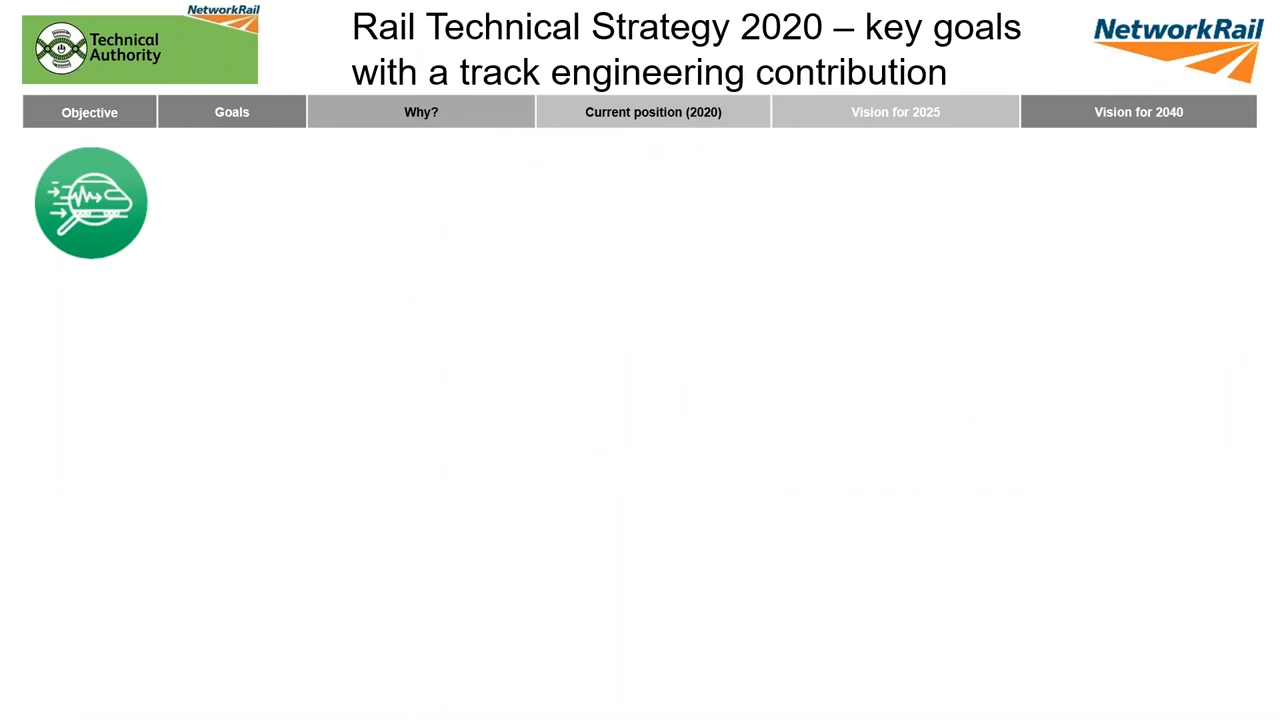 NetworkRail
Technical
Authority
Rail Technical Strategy 2020 – key goals
with a track engineering contribution
NetworkRail
Objective Goals Why? Current position (2020) Vision for 2025 Vision for 2040